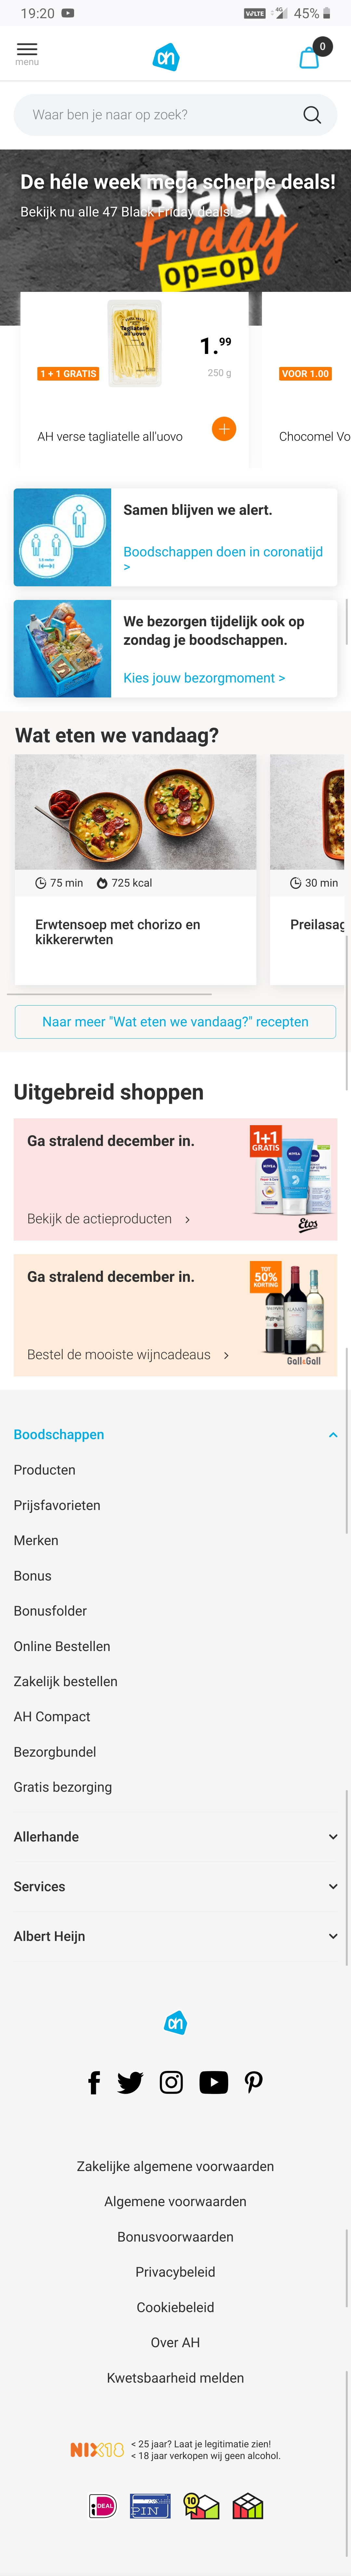 19:20
VoLTE 4G 45%
menu
0
Waar ben je naar op zoek?
De héle week mega scherpe deals!
Bekijk nu alle 47 Black Friday deals!
Black
Friday
op=op
Tagliatelle
all'uovo
1.99
1 + 1 GRATIS
250 g
VOOR 1.00
AH verse tagliatelle all'uovo
Chocomel Vo
Samen blijven we alert.
Boodschappen doen in coronatijd
>
We bezorgen tijdelijk ook op
zondag je boodschappen.
Kies jouw bezorgmoment >
Wat eten we vandaag?
75 min 725 kcal
30 min
Erwtensoep met chorizo en
kikkererwten
Preilasag
Naar meer "Wat eten we vandaag?" recepten
Uitgebreid shoppen
Ga stralend december in.
1+1
GRATIS
NIVEA
NIVEA
Bekijk de actieproducten >
Etos
Ga stralend december in.
TOT
50%
KORTING
Bestel de mooiste wijncadeaus >
Gall&Gall
Boodschappen
Producten
Prijsfavorieten
Merken
Bonus
Bonusfolder
Online Bestellen
Zakelijk bestellen
AH Compact
Bezorgbundel
Gratis bezorging
Allerhande
Services
Albert Heijn
Zakelijke algemene voorwaarden
Algemene voorwaarden
Bonusvoorwaarden
Privacybeleid
Cookiebeleid
Over AH
Kwetsbaarheid melden
NIX18
< 25 jaar? Laat je legitimatie zien!
< 18 jaar verkopen wij geen alcohol.
iDEAL
PIN
10